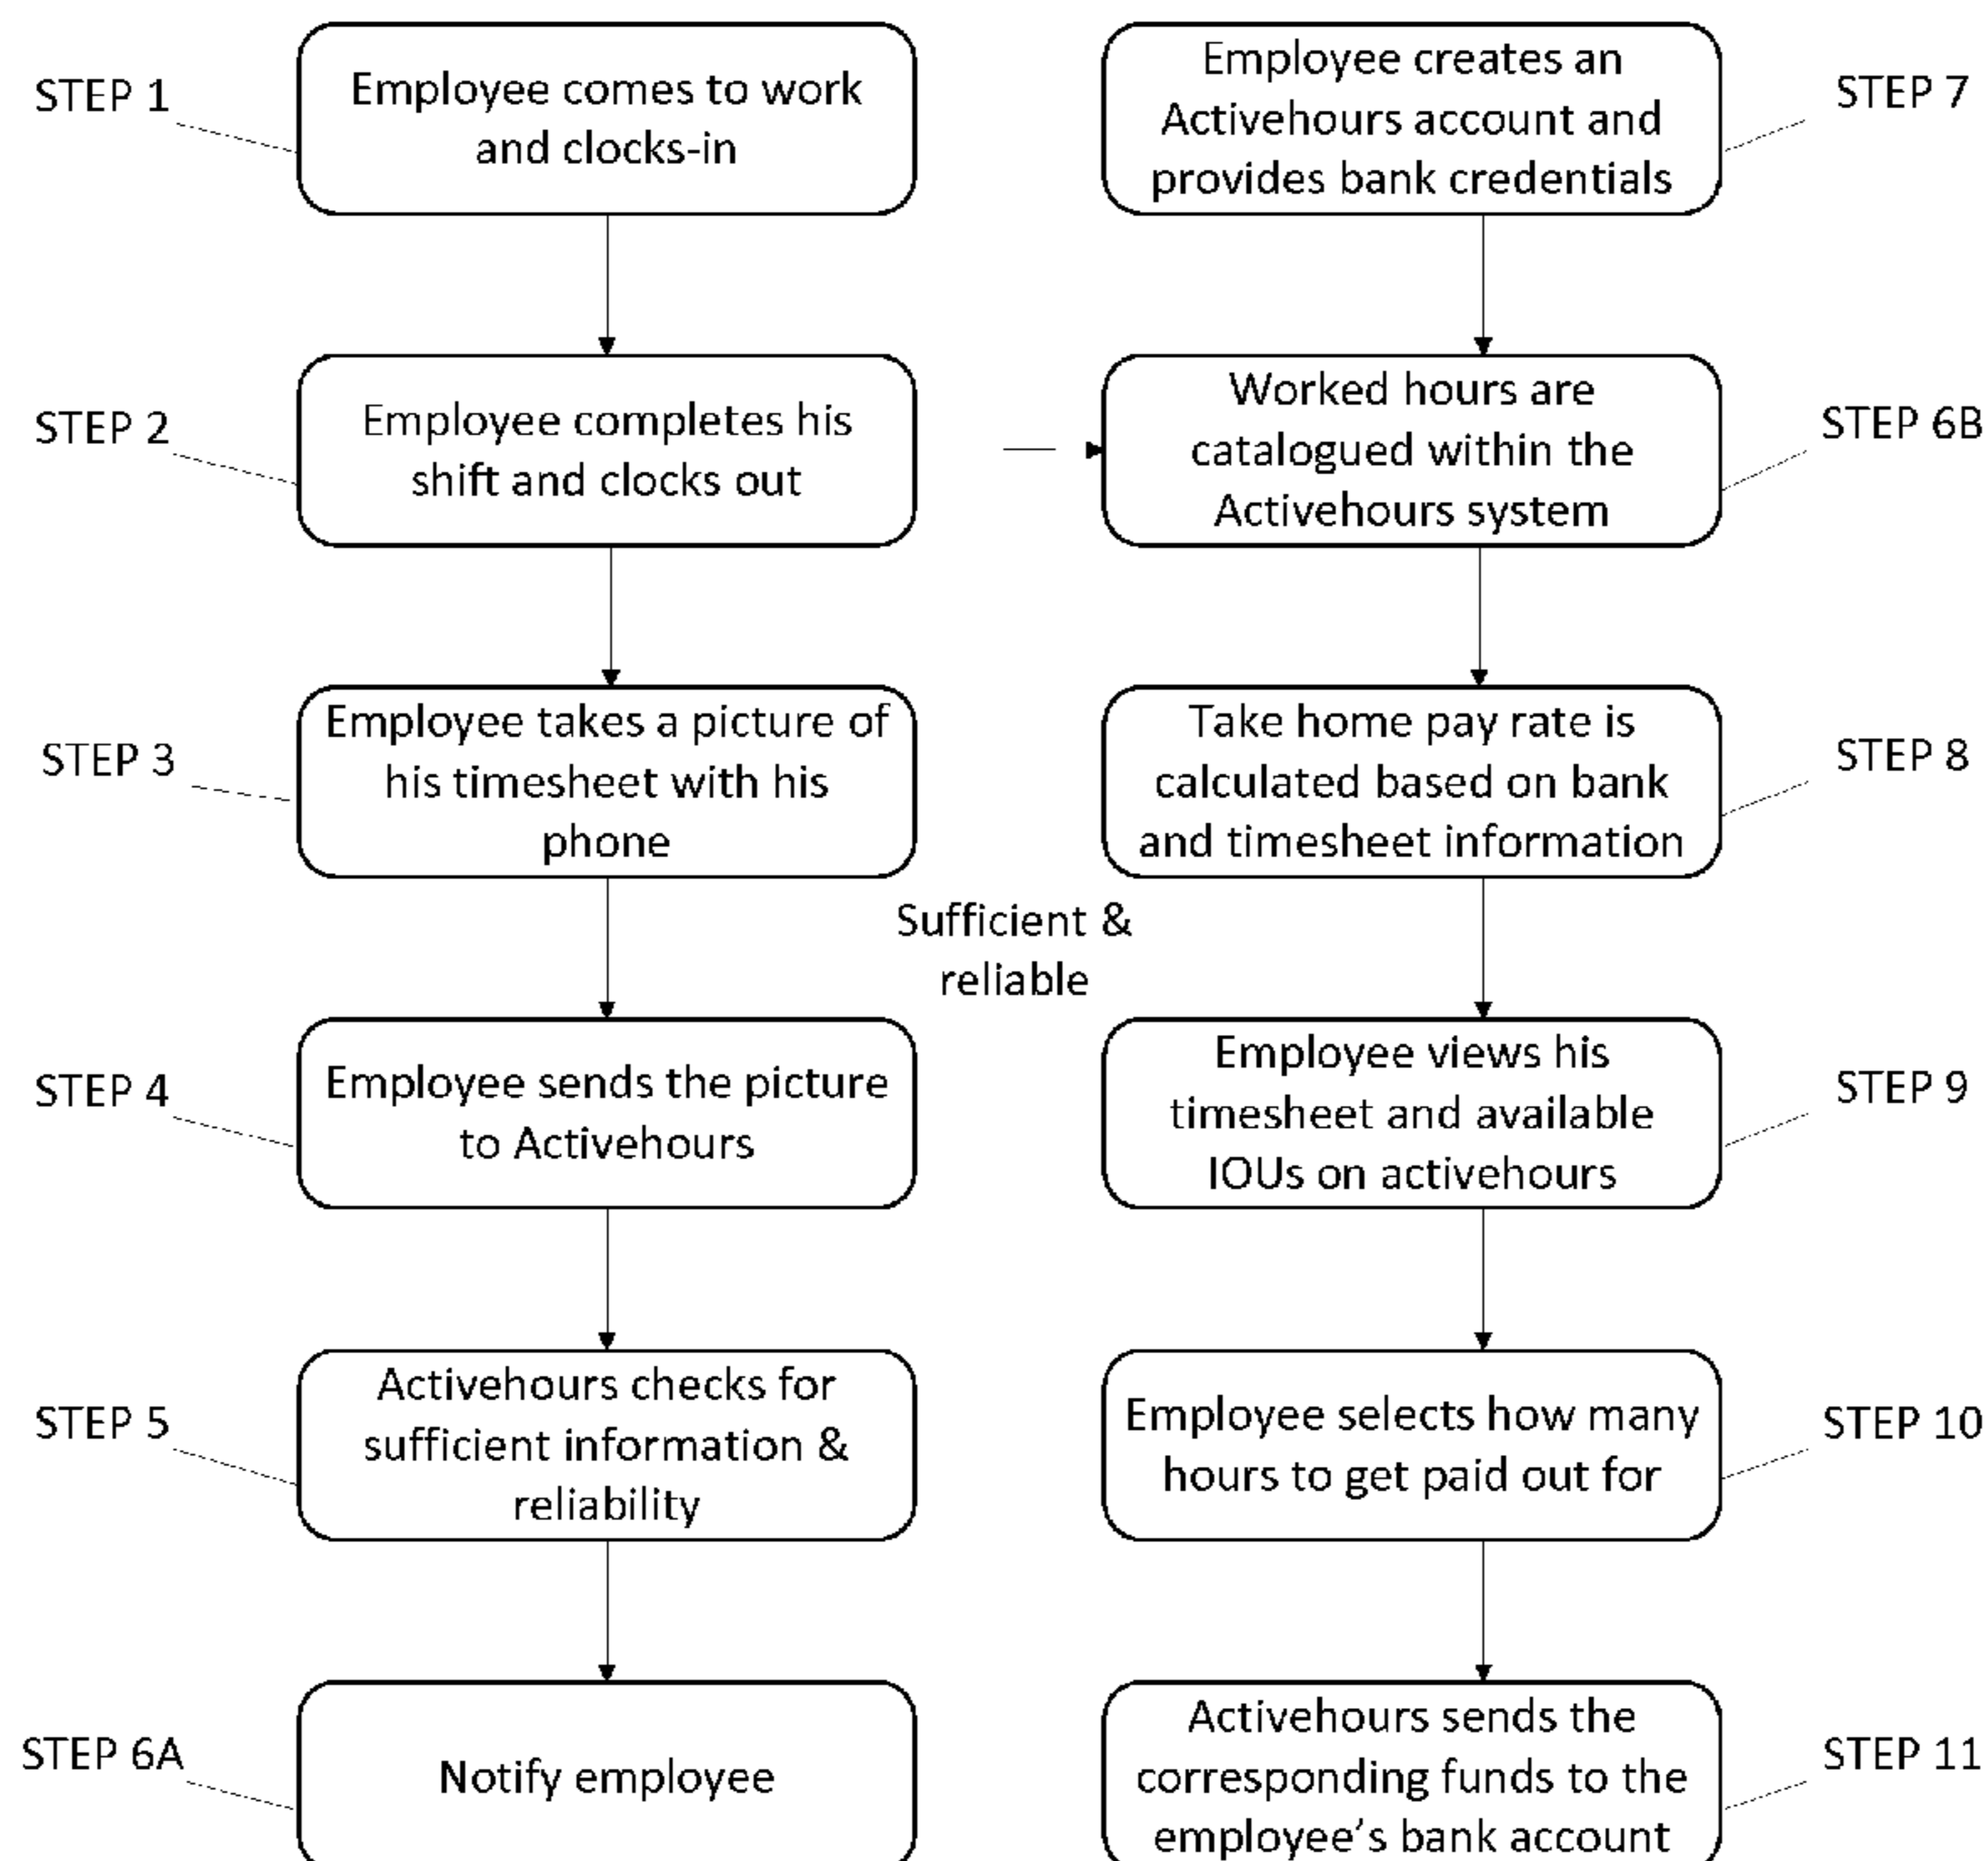 STEP 1
Employee comes to work
and clocks-in
STEP 2
Employee completes his
shift and clocks out
STEP 3
Employee takes a picture of
his timesheet with his
phone
STEP 4
Employee sends the picture
to Activehours
STEP 5
Activehours checks for
sufficient information &
reliability
STEP 6A
Notify employee
Sufficient &
reliable
Employee creates an
Activehours account and
provides bank credentials
STEP 7
Worked hours are
catalogued within the
Activehours system
STEP 6B
Take home pay rate is
calculated based on bank
and timesheet information
STEP 8
Employee views his
timesheet and available
IOUs on activehours
STEP 9
Employee selects how many
hours to get paid out for
STEP 10
Activehours sends the
corresponding funds to the
employee's bank account
STEP 11